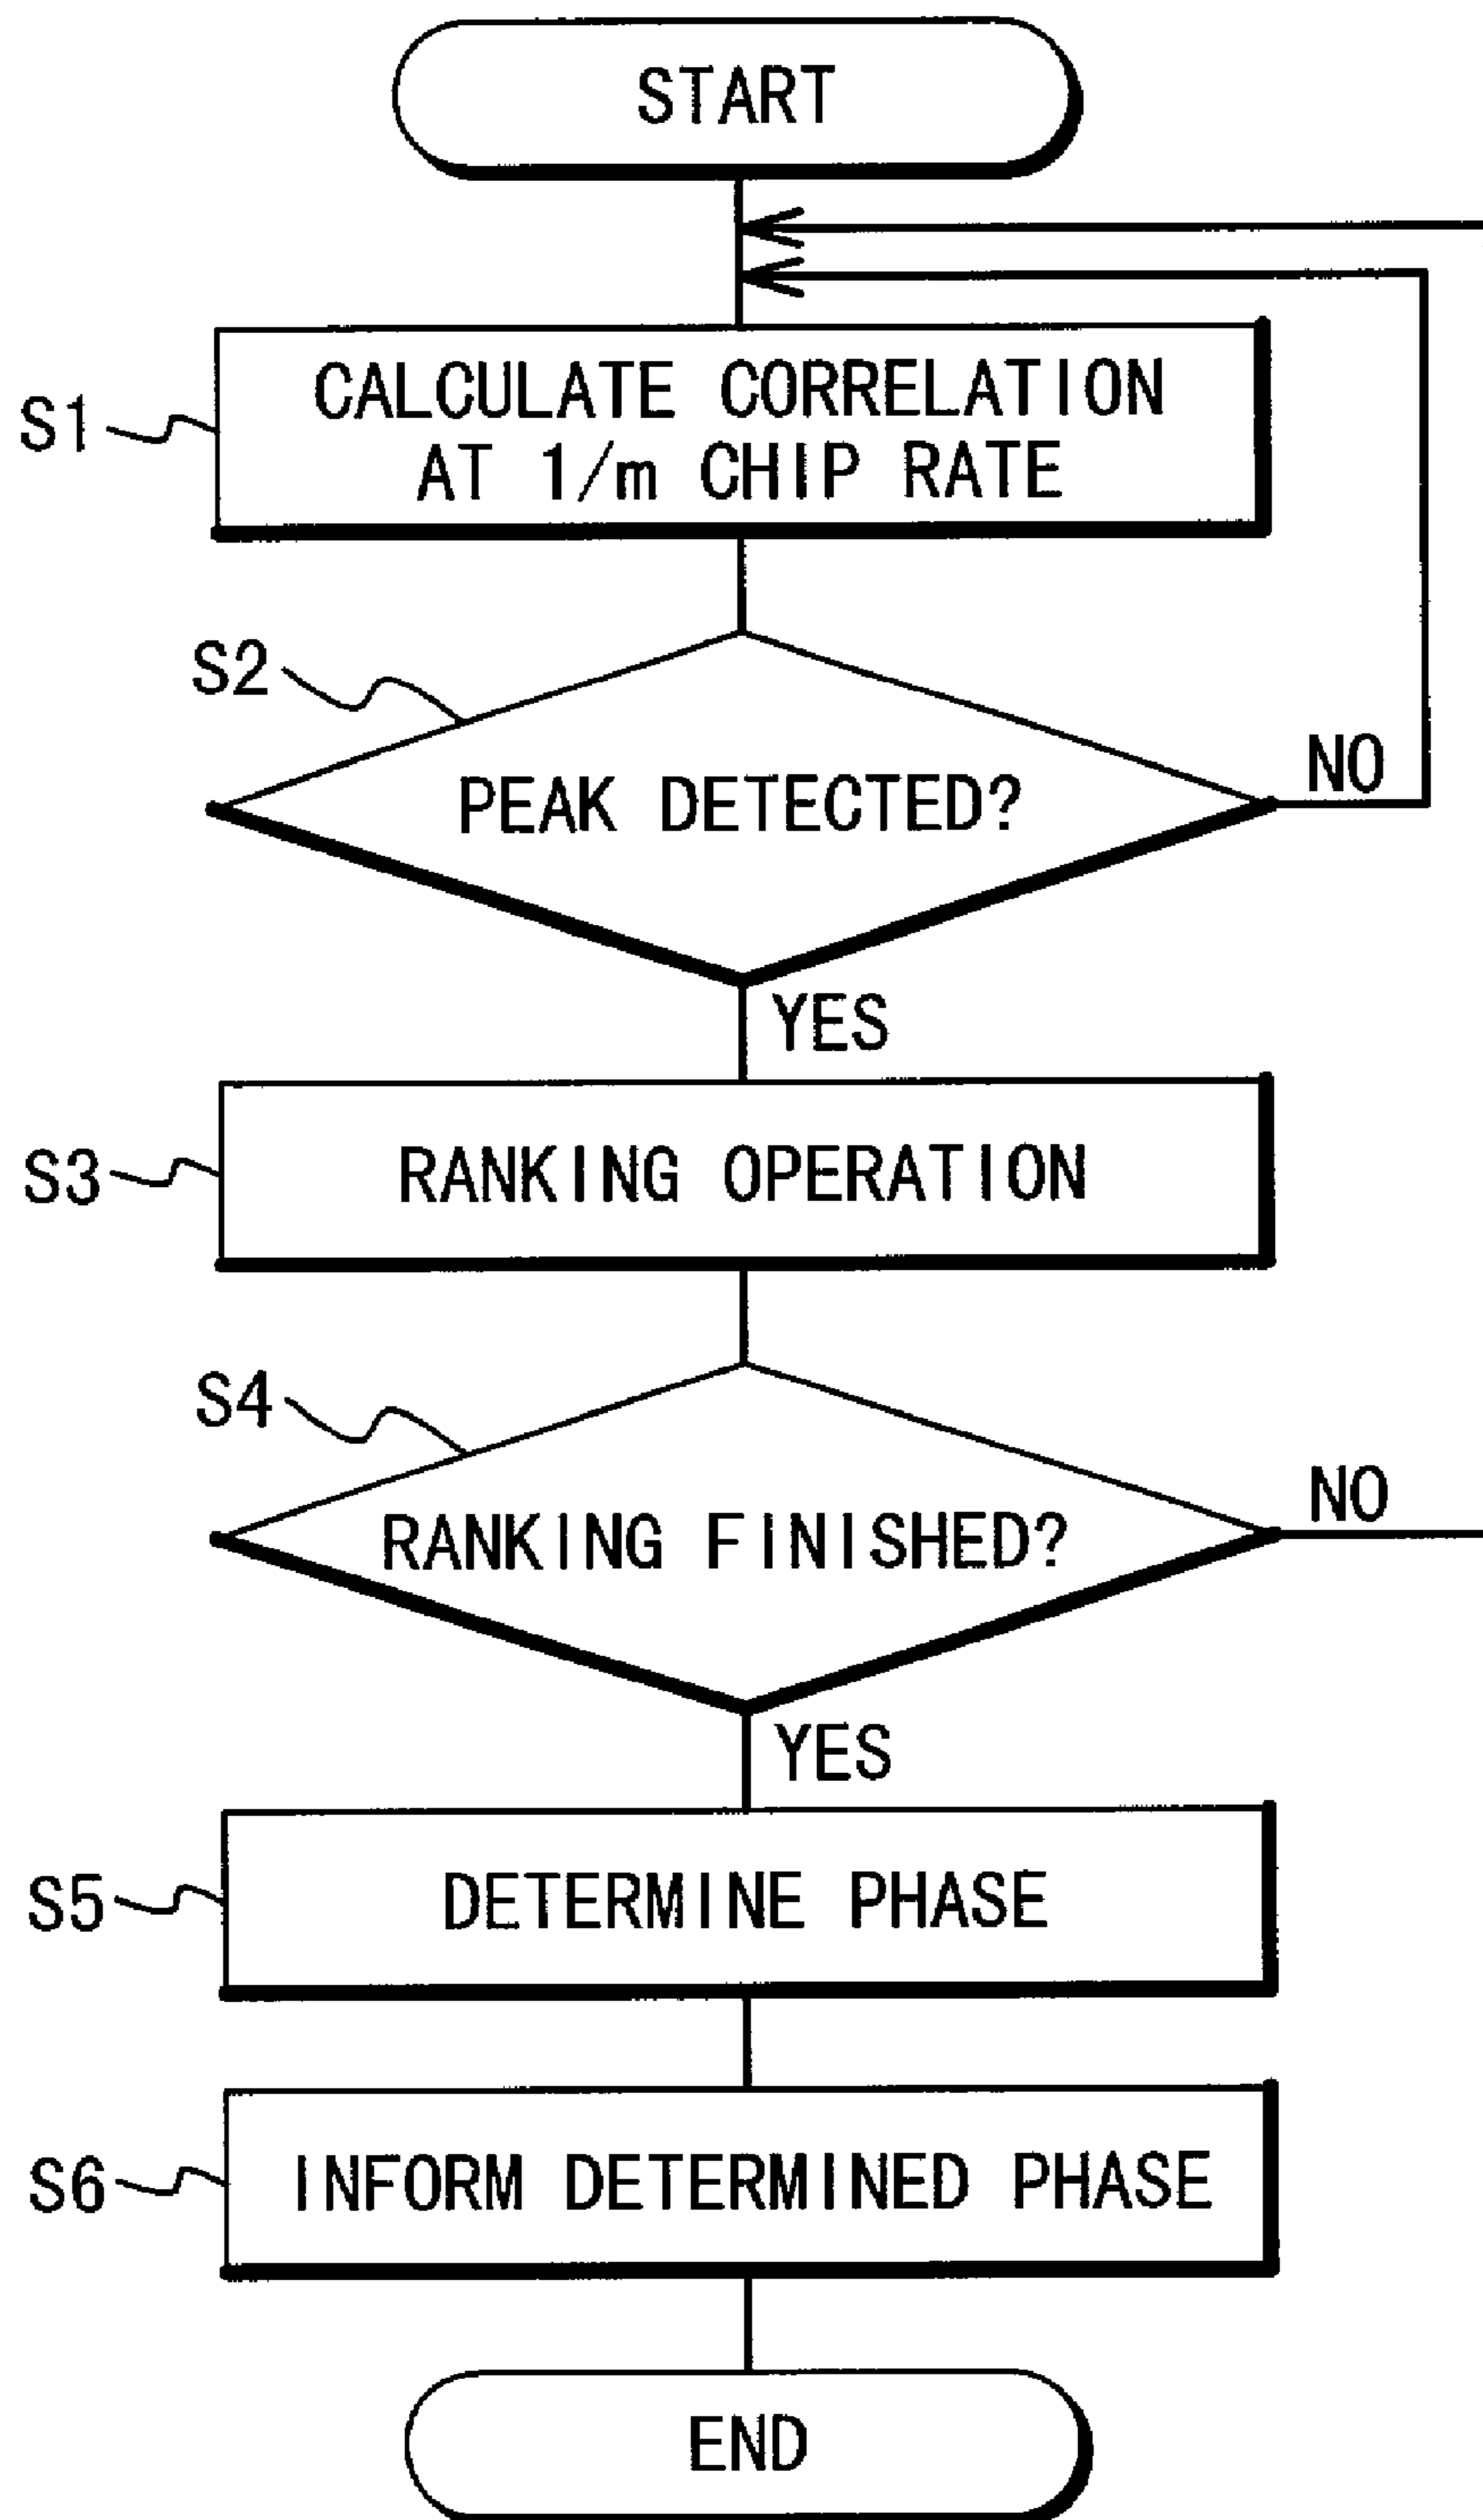 START
S1
CALCULATE CORRELATION
AT 1/m CHIP RATE
S2
PEAK DETECTED?
NO
YES
S3
RANKING OPERATION
S4
RANKING FINISHED?
NO
YES
S5
DETERMINE PHASE
S6
INFORM DETERMINED PHASE
END